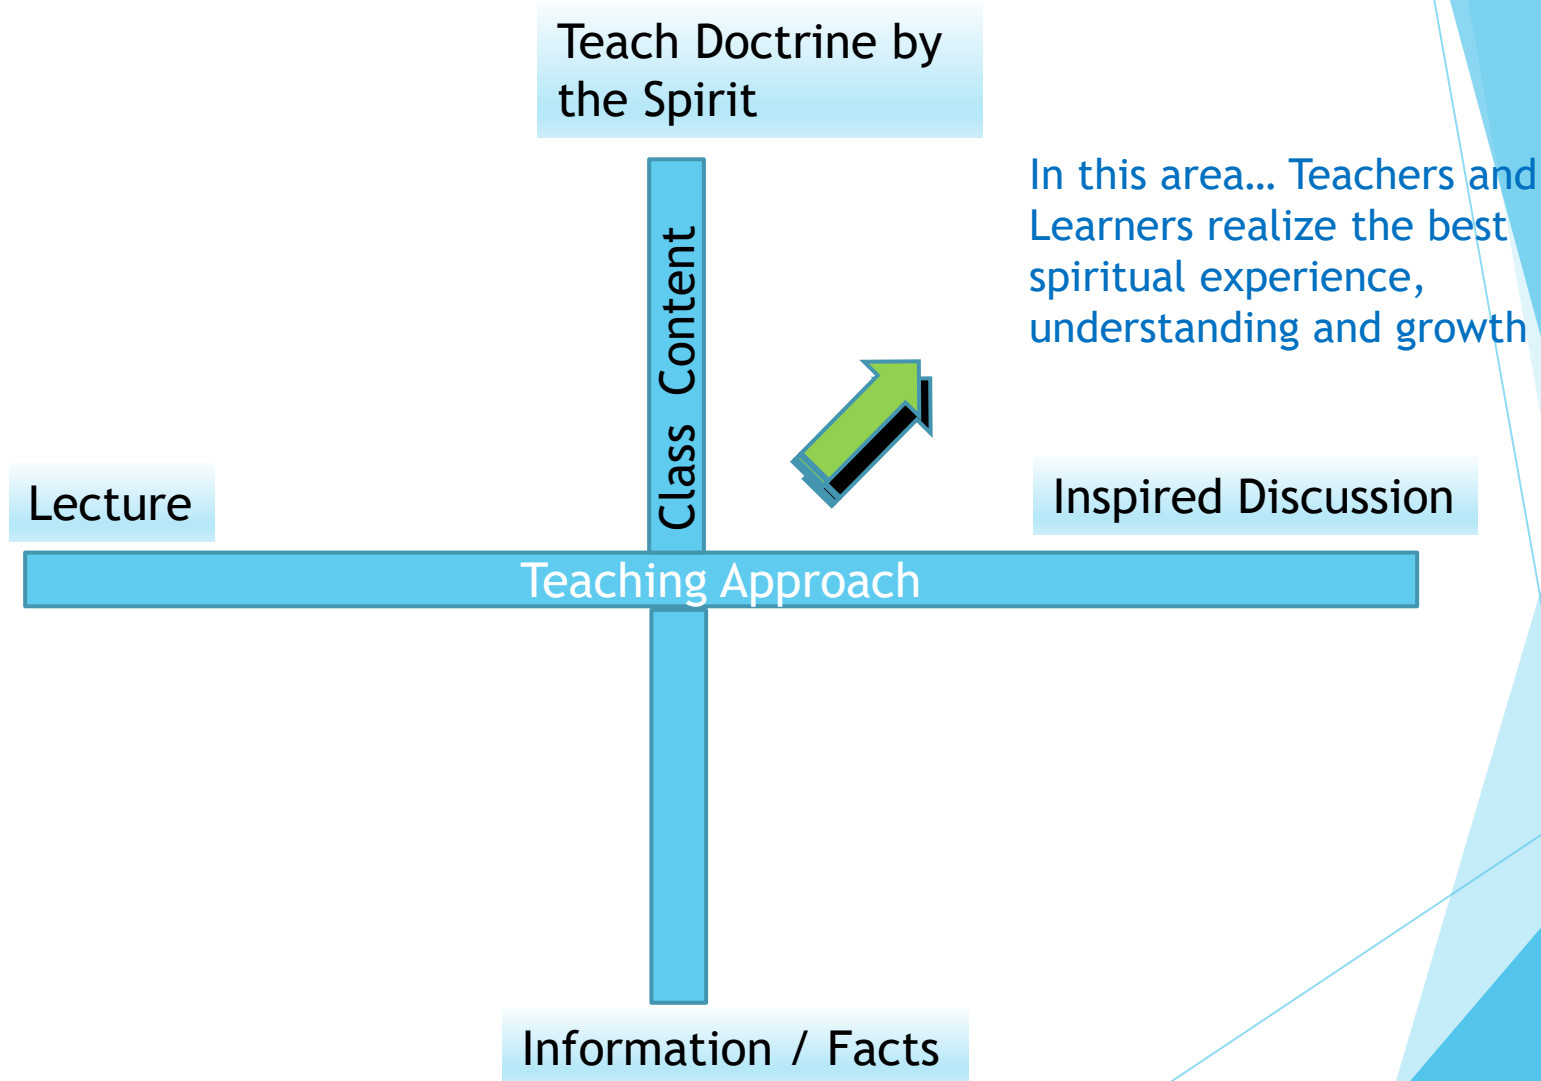 Teach Doctrine by
the Spirit
In this area... Teachers and
Learners realize the best
spiritual experience,
understanding and growth
Class Content
Lecture
Inspired Discussion
Teaching Approach
Information / Facts